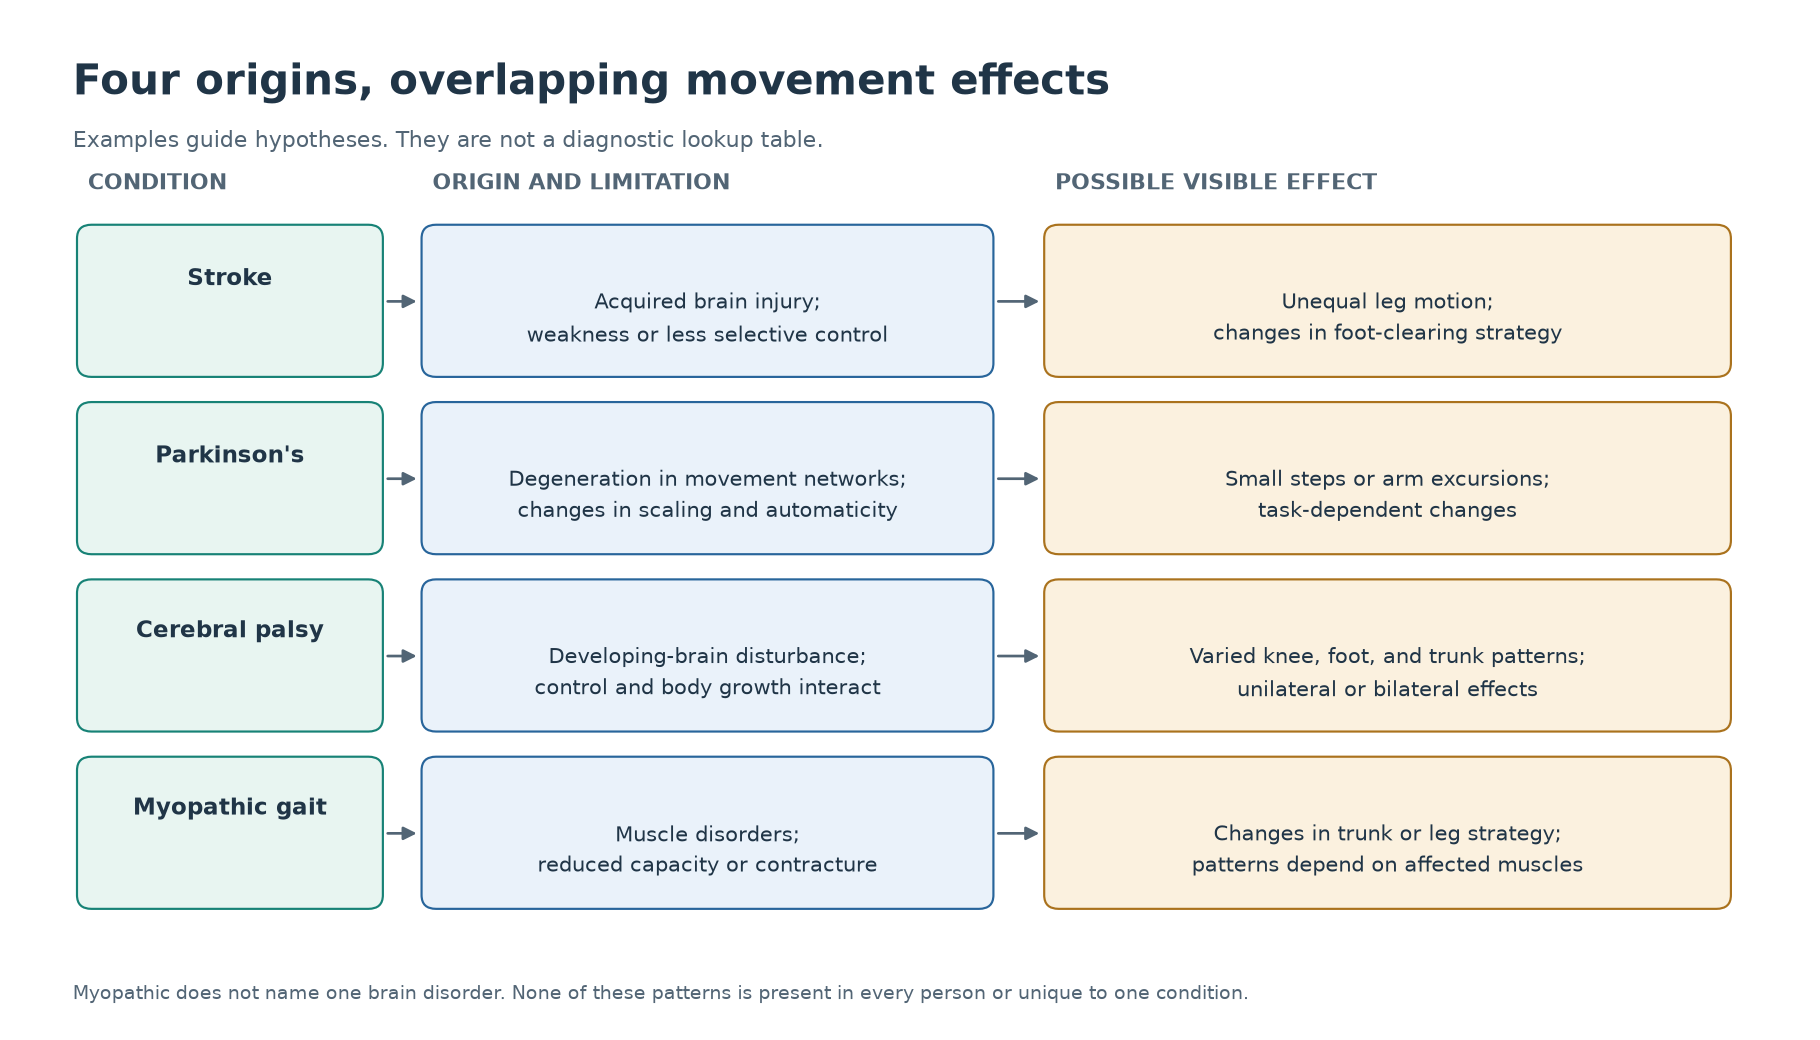 Four origins, overlapping movement effects
Examples guide hypotheses. They are not a diagnostic lookup table.
CONDITION
ORIGIN AND LIMITATION
POSSIBLE VISIBLE EFFECT
Stroke
Acquired brain injury;
weakness or less selective control
Unequal leg motion;
changes in foot-clearing strategy
Parkinson's
Degeneration in movement networks;
changes in scaling and automaticity
Small steps or arm excursions;
task-dependent changes
Cerebral palsy
Developing-brain disturbance;
control and body growth interact
Varied knee, foot, and trunk patterns;
unilateral or bilateral effects
Myopathic gait
Muscle disorders;
reduced capacity or contracture
Changes in trunk or leg strategy;
patterns depend on affected muscles
Myopathic does not name one brain disorder. None of these patterns is present in every person or unique to one condition.